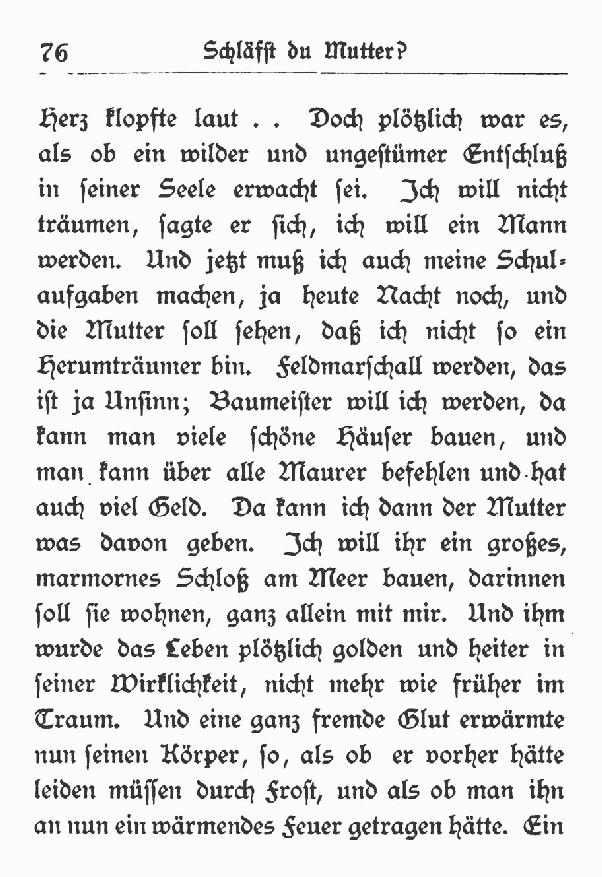 76 Schläfst du Mutter?
Herz klopfte laut . . Doch plötzlich war es,
als ob ein wilder und ungestümer Entschluß
in seiner Seele erwacht sei. Ich will nicht
träumen, sagte er sich, ich will ein Mann
werden. Und jetzt muß ich auch meine Schul-
aufgaben machen, ja heute Nacht noch, und
die Mutter soll sehen, daß ich nicht so ein
Herumträumer bin. Feldmarschall werden, das
ist ja Unsinn; Baumeister will ich werden, da
kann man viele schöne Häuser bauen, und
man kann über alle Maurer befehlen und hat
auch viel Geld. Da kann ich dann der Mutter
was davon geben. Ich will ihr ein großes,
marmornes Schloß am Meer bauen, darinnen
soll sie wohnen, ganz allein mit mir. Und ihm
wurde das Leben plötzlich golden und heiter in
seiner Wirklichkeit, nicht mehr wie früher im
Traum. Und eine ganz fremde Glut erwärmte
nun seinen Körper, so, als ob er vorher hätte
leiden müssen durch Frost, und als ob man ihn
an nun ein wärmendes Feuer getragen hätte. Ein